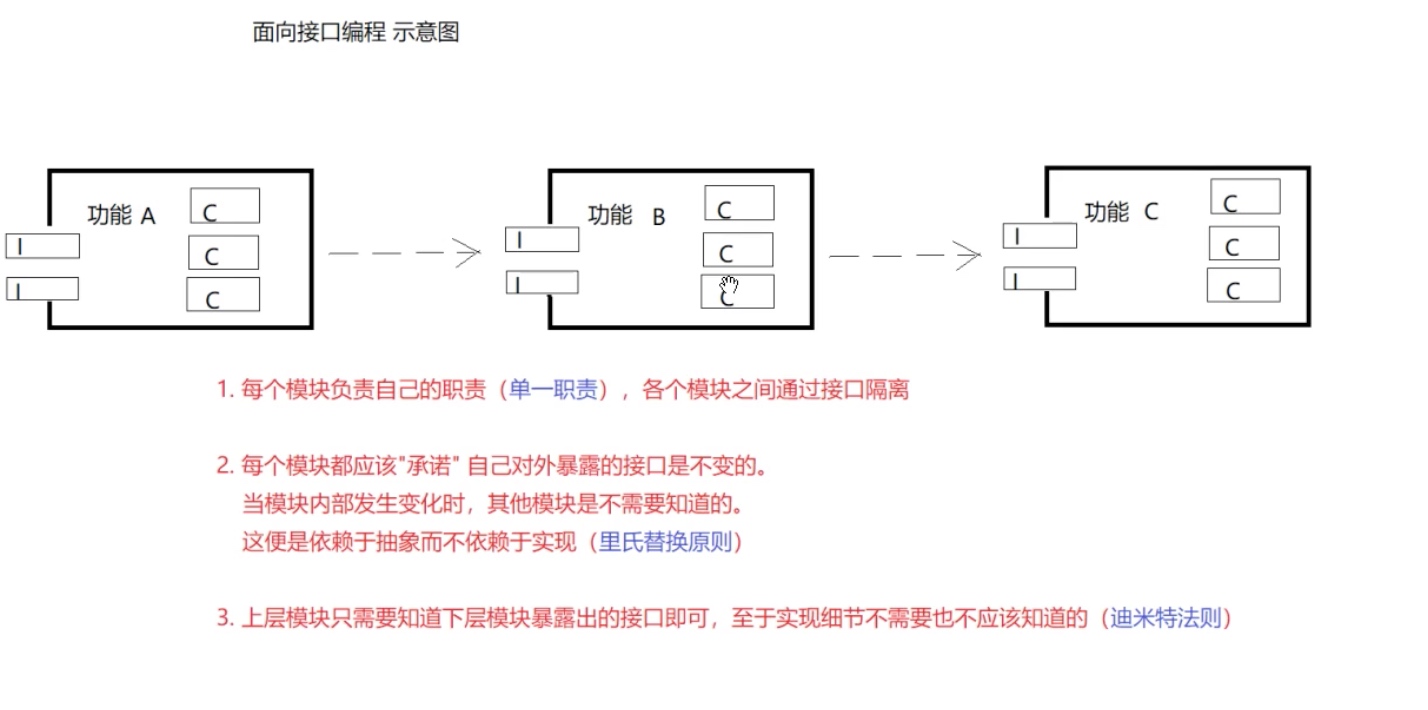 面向接口编程 示意图
功能 A
C
C
C
I
I
功能 B
C
C
C
I
I
功能 C
C
C
C
I
I
1. 每个模块负责自己的职责（单一职责），各个模块之间通过接口隔离
2. 每个模块都应该"承诺" 自己对外暴露的接口是不变的。
当模块内部发生变化时，其他模块是不需要知道的。
这便是依赖于抽象而不依赖于实现（里氏替换原则）
3. 上层模块只需要知道下层模块暴露出的接口即可，至于实现细节不需要也不应该知道的（迪米特法则）